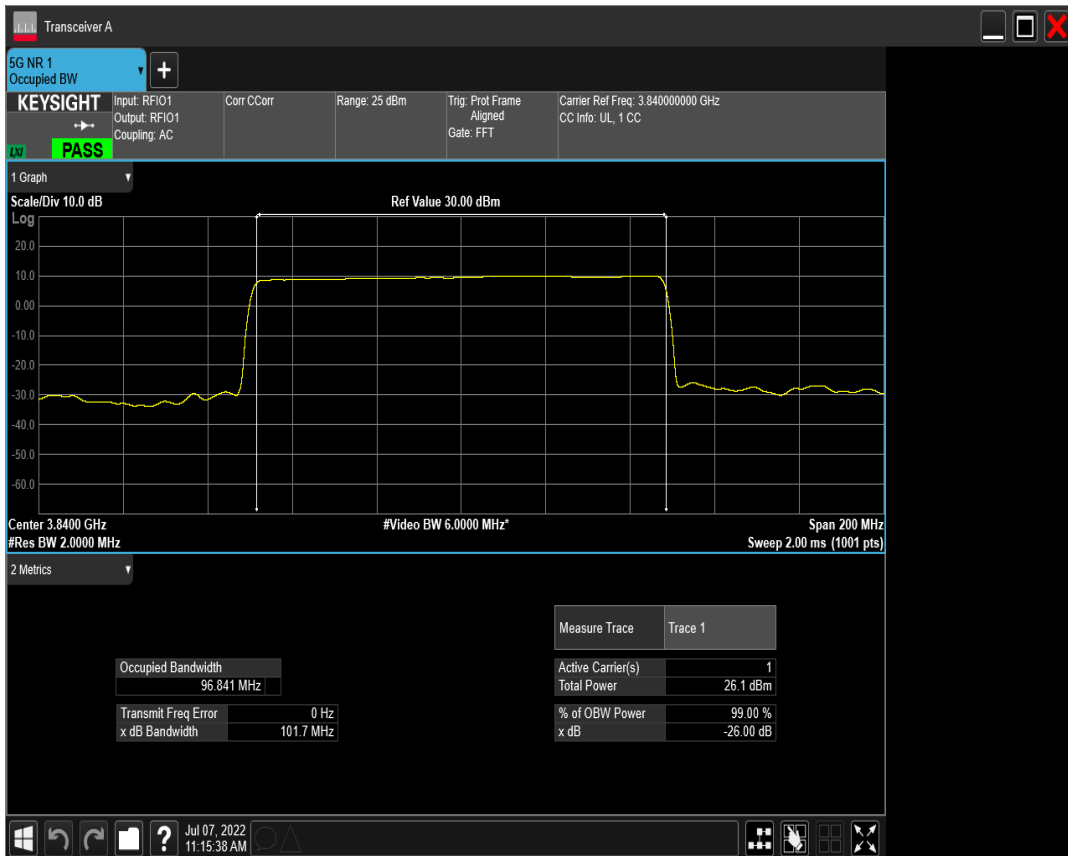 Transceiver A
5G NR 1
Occupied BW
+
KEYSIGHT
LXI
PASS
Input: RFIO1
Output: RFIO1
Coupling: AC
Corr CCorr
Range: 25 dBm
Trig: Prot Frame
Aligned
Gate: FFT
Carrier Ref Freq: 3.840000000 GHz
CC Info: UL, 1 CC
1 Graph
Scale/Div 10.0 dB
Ref Value 30.00 dBm
Log
20.0
10.0
0.00
-10.0
-20.0
-30.0
-40.0
-50.0
-60.0
Center 3.8400 GHz
#Video BW 6.0000 MHz*
Span 200 MHz
#Res BW 2.0000 MHz
Sweep 2.00 ms (1001 pts)
2 Metrics
Measure Trace Trace 1
Occupied Bandwidth
96.841 MHz
Active Carrier(s) 1
Total Power 26.1 dBm
Transmit Freq Error 0 Hz
x dB Bandwidth 101.7 MHz
% of OBW Power 99.00 %
x dB -26.00 dB
?
Jul 07, 2022
11:15:38 AM